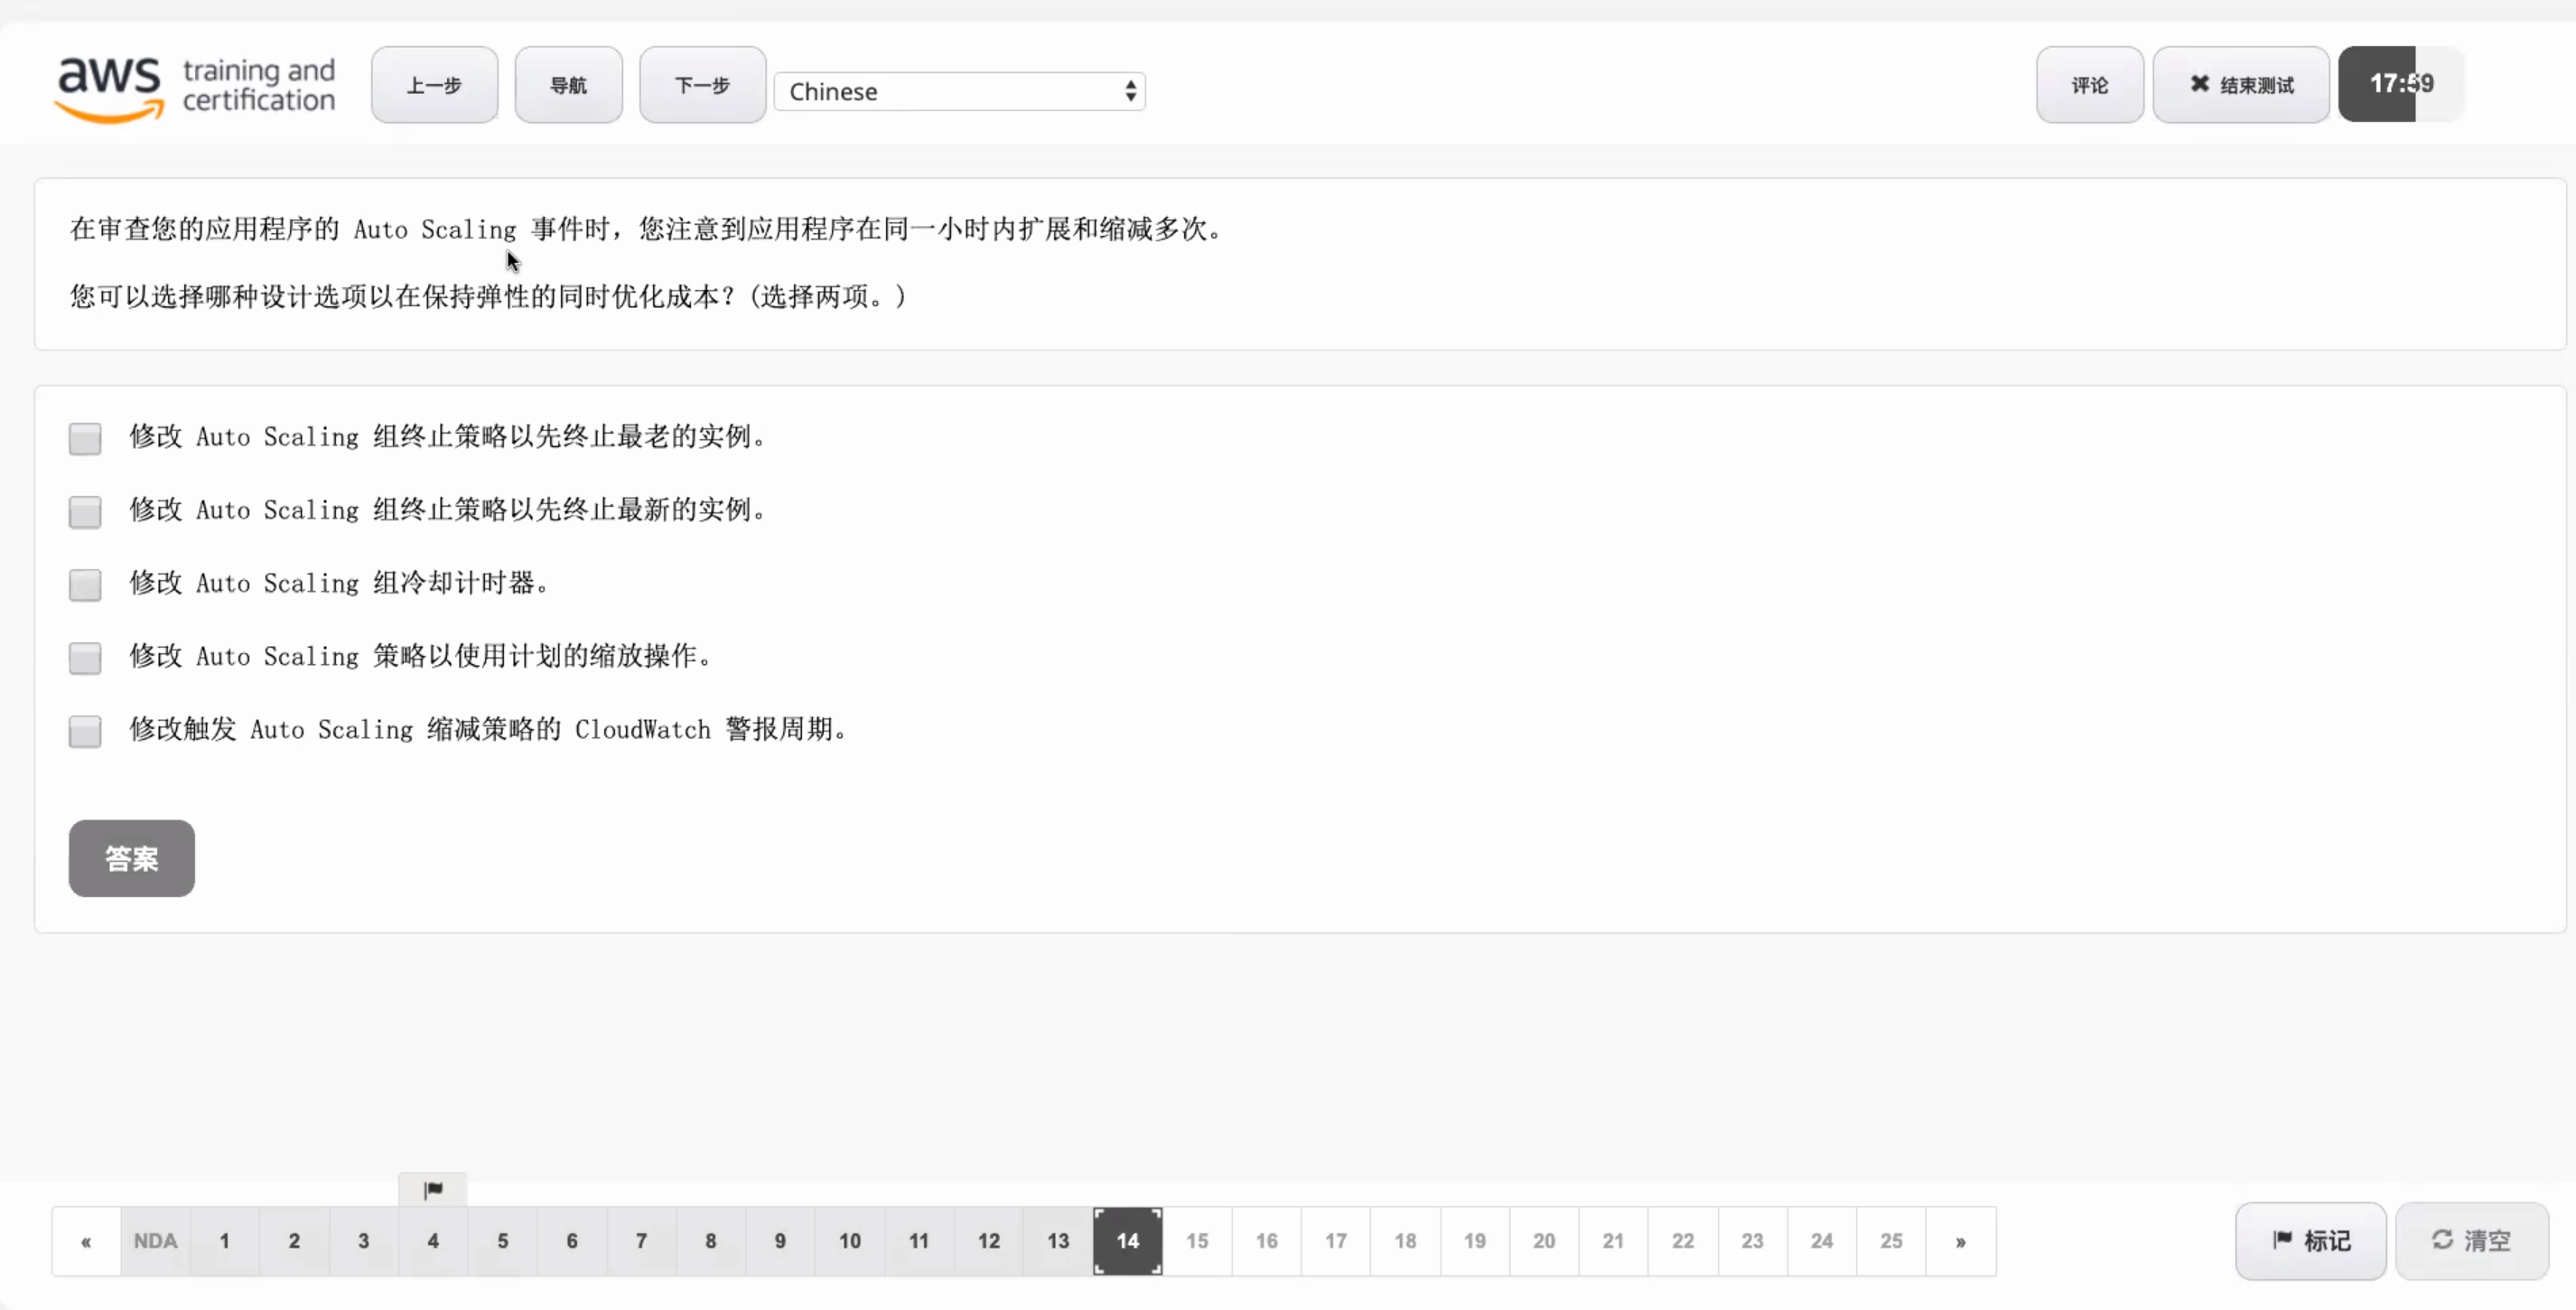 aws training and certification
上一步
导航
下一步
Chinese
评论
✖ 结束测试
17:59
在审查您的应用程序的 Auto Scaling 事件时，您注意到应用程序在同一小时内扩展和缩减多次。
您可以选择哪种设计选项以在保持弹性的同时优化成本？（选择两项。）
修改 Auto Scaling 组终止策略以先终止最老的实例。
修改 Auto Scaling 组终止策略以先终止最新的实例。
修改 Auto Scaling 组冷却计时器。
修改 Auto Scaling 策略以使用计划的缩放操作。
修改触发 Auto Scaling 缩减策略的 CloudWatch 警报周期。
答案
« NDA 1 2 3 4 5 6 7 8 9 10 11 12 13 14 15 16 17 18 19 20 21 22 23 24 25 »
标记
清空